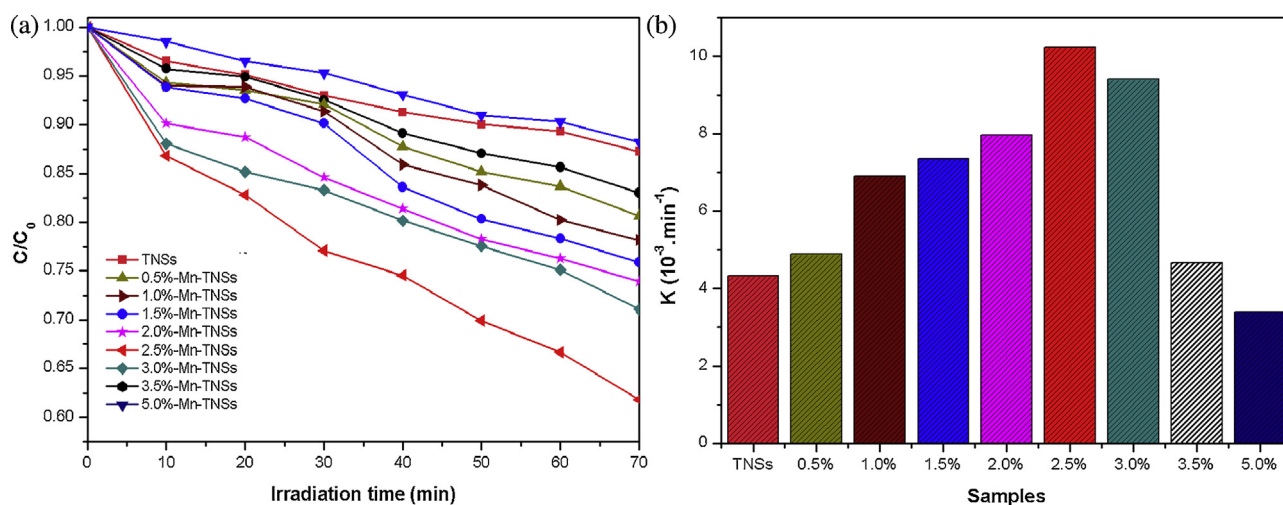 (a)
1.00
0.95
0.90
0.85
0.80
0.75
0.70
0.65
0.60
C/C0
TNSs
0.5%-Mn-TNSs
1.0%-Mn-TNSs
1.5%-Mn-TNSs
2.0%-Mn-TNSs
2.5%-Mn-TNSs
3.0%-Mn-TNSs
3.5%-Mn-TNSs
5.0%-Mn-TNSs
0 10 20 30 40 50 60 70
Irradiation time (min)
(b)
10
8
6
4
2
0
K (10⁻³.min⁻¹)
TNSs 0.5% 1.0% 1.5% 2.0% 2.5% 3.0% 3.5% 5.0%
Samples